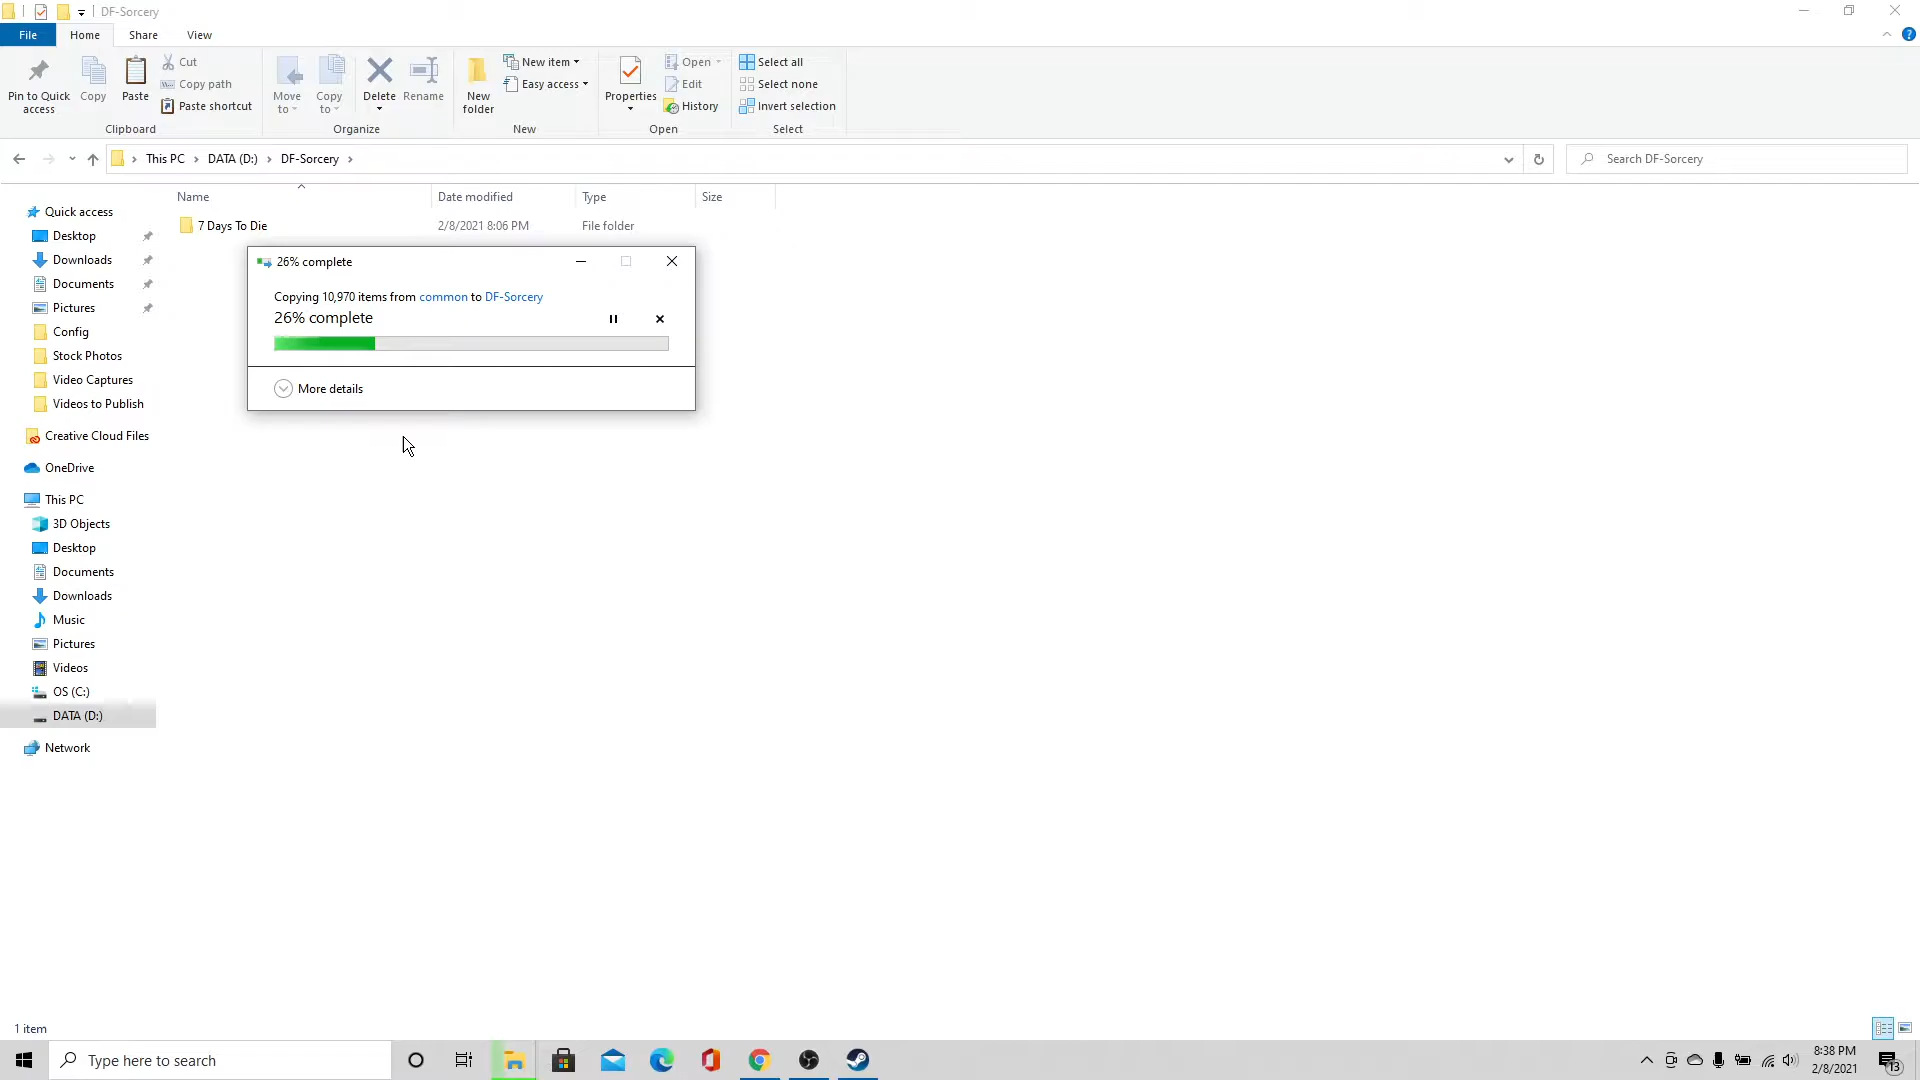 DF-Sorcery
File Home Share View
Pin to Quick access
Copy
Paste
Cut
Copy path
Paste shortcut
Clipboard
Move to
Copy to
Delete
Rename
Organize
New folder
New item
Easy access
New
Properties
Open
Edit
History
Open
Select all
Select none
Invert selection
Select
This PC > DATA (D:) > DF-Sorcery >
Search DF-Sorcery
Name Date modified Type Size
7 Days To Die 2/8/2021 8:06 PM File folder
26% complete
Copying 10,970 items from common to DF-Sorcery
26% complete
More details
Quick access
Desktop
Downloads
Documents
Pictures
Config
Stock Photos
Video Captures
Videos to Publish
Creative Cloud Files
OneDrive
This PC
3D Objects
Desktop
Documents
Downloads
Music
Pictures
Videos
OS (C:)
DATA (D:)
Network
1 item
Type here to search
8:38 PM
2/8/2021
13